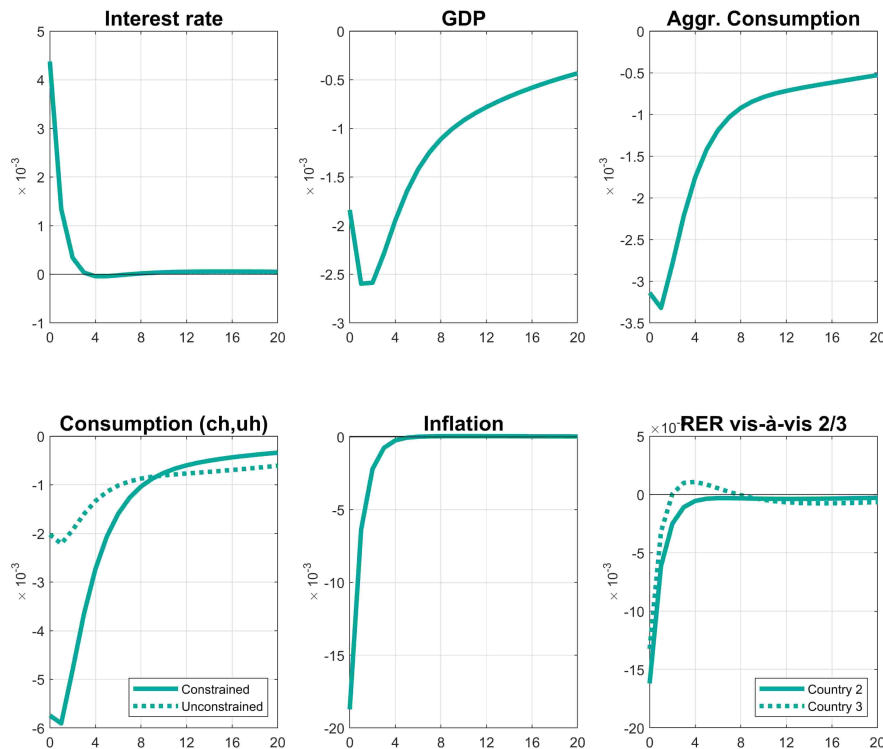 Interest rate
5
4
3
2
1
0
-1
× 10⁻³
0 4 8 12 16 20
GDP
0
-0.5
-1
-1.5
-2
-2.5
-3
× 10⁻³
0 4 8 12 16 20
Aggr. Consumption
0
-0.5
-1
-1.5
-2
-2.5
-3
-3.5
× 10⁻³
0 4 8 12 16 20
Consumption (ch,uh)
0
-1
-2
-3
-4
-5
-6
× 10⁻³
Constrained
Unconstrained
0 4 8 12 16 20
Inflation
0
-5
-10
-15
-20
× 10⁻³
0 4 8 12 16 20
×10⁻
RER vis-à-vis 2/3
5
0
-5
-10
-15
-20
× 10⁻³
Country 2
Country 3
0 4 8 12 16 20